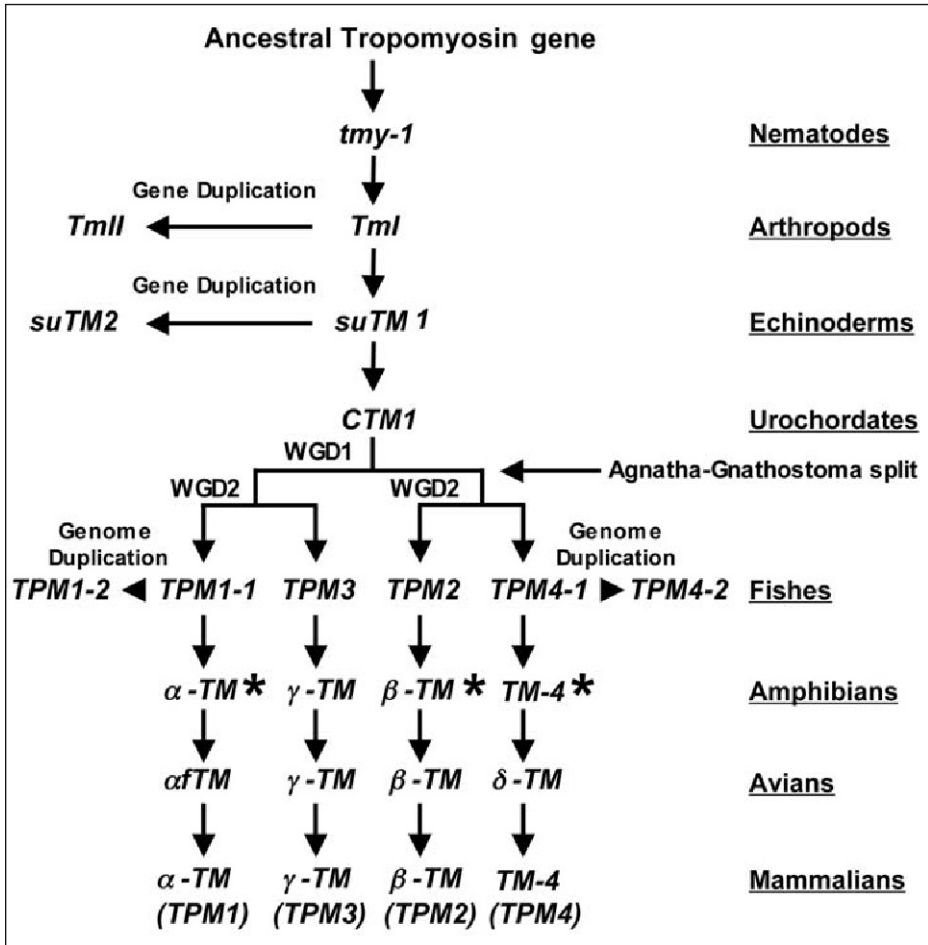 Ancestral Tropomyosin gene
tmy-1 Nematodes
Gene Duplication
TmII TmI Arthropods
Gene Duplication
suTM2 suTM 1 Echinoderms
CTM1 Urochordates
WGD1
Agnatha-Gnathostoma split
WGD2 WGD2
Genome Duplication Genome Duplication
TPM1-2 TPM1-1 TPM3 TPM2 TPM4-1 TPM4-2 Fishes
α-TM* γ-TM β-TM* TM-4* Amphibians
αfTM γ-TM β-TM δ-TM Avians
α-TM γ-TM β-TM TM-4 Mammalians
(TPM1) (TPM3) (TPM2) (TPM4)